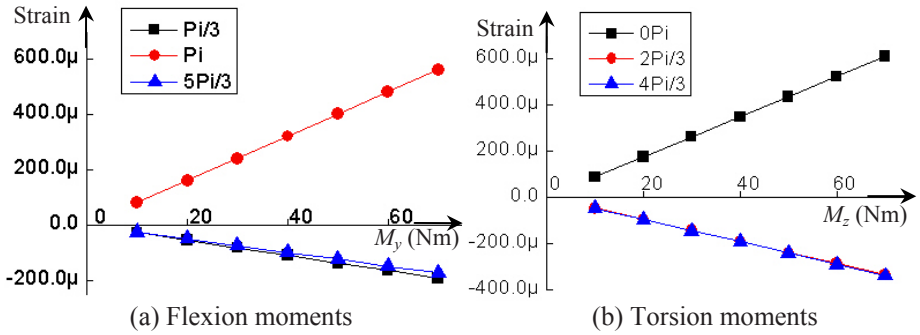 Strain
Pi/3
Pi
5Pi/3
600.0μ
400.0μ
200.0μ
0.0
-200.0μ
0
20
40
60
My (Nm)
(a) Flexion moments
Strain
0Pi
2Pi/3
4Pi/3
600.0μ
400.0μ
200.0μ
0.0
-200.0μ
-400.0μ
0
20
40
60
Mz (Nm)
(b) Torsion moments